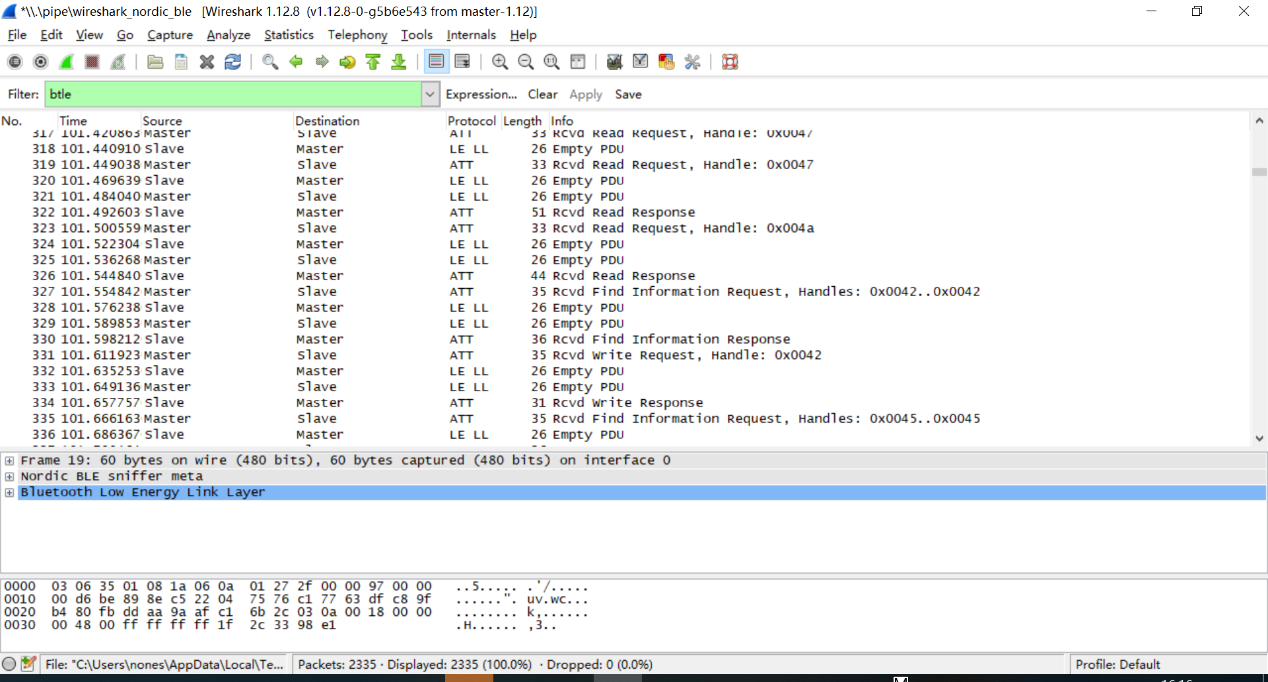 *\\.\pipe\wireshark_nordic_ble [Wireshark 1.12.8 (v1.12.8-0-g5b6e543 from master-1.12)]
File Edit View Go Capture Analyze Statistics Telephony Tools Internals Help
Filter: btle Expression... Clear Apply Save
No. Time Source Destination Protocol Length Info
317 101.420863 Master Slave ATT 33 Rcvd Read Request, Handle: 0x0047
318 101.440910 Slave Master LE LL 26 Empty PDU
319 101.449038 Master Slave ATT 33 Rcvd Read Request, Handle: 0x0047
320 101.469639 Slave Master LE LL 26 Empty PDU
321 101.484040 Master Slave LE LL 26 Empty PDU
322 101.492603 Slave Master ATT 51 Rcvd Read Response
323 101.500559 Master Slave ATT 33 Rcvd Read Request, Handle: 0x004a
324 101.522304 Slave Master LE LL 26 Empty PDU
325 101.536268 Master Slave LE LL 26 Empty PDU
326 101.544840 Slave Master ATT 44 Rcvd Read Response
327 101.554842 Master Slave ATT 35 Rcvd Find Information Request, Handles: 0x0042..0x0042
328 101.576238 Slave Master LE LL 26 Empty PDU
329 101.589853 Master Slave LE LL 26 Empty PDU
330 101.598212 Slave Master ATT 36 Rcvd Find Information Response
331 101.611923 Master Slave ATT 35 Rcvd Write Request, Handle: 0x0042
332 101.635253 Slave Master LE LL 26 Empty PDU
333 101.649136 Master Slave LE LL 26 Empty PDU
334 101.657757 Slave Master ATT 31 Rcvd Write Response
335 101.666163 Master Slave ATT 35 Rcvd Find Information Request, Handles: 0x0045..0x0045
336 101.686367 Slave Master LE LL 26 Empty PDU
Frame 19: 60 bytes on wire (480 bits), 60 bytes captured (480 bits) on interface 0
Nordic BLE sniffer meta
Bluetooth Low Energy Link Layer
0000 03 06 35 01 08 1a 06 0a 01 27 2f 00 00 97 00 00 ..5..... .'/.....
0010 00 d6 be 89 8e c5 22 04 75 76 c1 77 63 df c8 9f ......". uv.wc...
0020 b4 80 fb dd aa 9a af c1 6b 2c 03 0a 00 18 00 00 ........ k,......
0030 00 48 00 ff ff ff ff 1f 2c 33 98 e1 .H...... ,3..
File: "C:\Users\nones\AppData\Local\Te... Packets: 2335 · Displayed: 2335 (100.0%) · Dropped: 0 (0.0%) Profile: Default